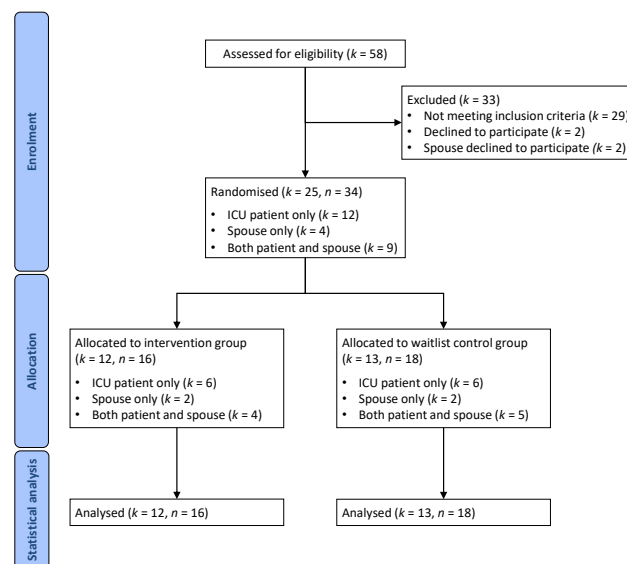 Enrolment
Assessed for eligibility (k = 58)
Excluded (k = 33)
• Not meeting inclusion criteria (k = 29)
• Declined to participate (k = 2)
• Spouse declined to participate (k = 2)
Randomised (k = 25, n = 34)
• ICU patient only (k = 12)
• Spouse only (k = 4)
• Both patient and spouse (k = 9)
Allocation
Allocated to intervention group
(k = 12, n = 16)
• ICU patient only (k = 6)
• Spouse only (k = 2)
• Both patient and spouse (k = 4)
Allocated to waitlist control group
(k = 13, n = 18)
• ICU patient only (k = 6)
• Spouse only (k = 2)
• Both patient and spouse (k = 5)
Statistical analysis
Analysed (k = 12, n = 16)
Analysed (k = 13, n = 18)